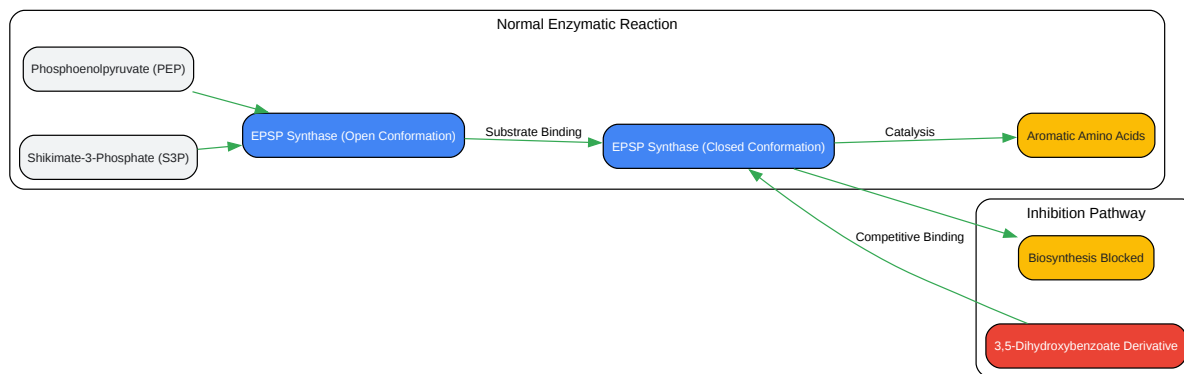 Normal Enzymatic Reaction
Phosphoenolpyruvate (PEP)
Shikimate-3-Phosphate (S3P)
EPSP Synthase (Open Conformation)
Substrate Binding
EPSP Synthase (Closed Conformation)
Catalysis
Aromatic Amino Acids
Inhibition Pathway
Competitive Binding
Biosynthesis Blocked
3,5-Dihydroxybenzoate Derivative